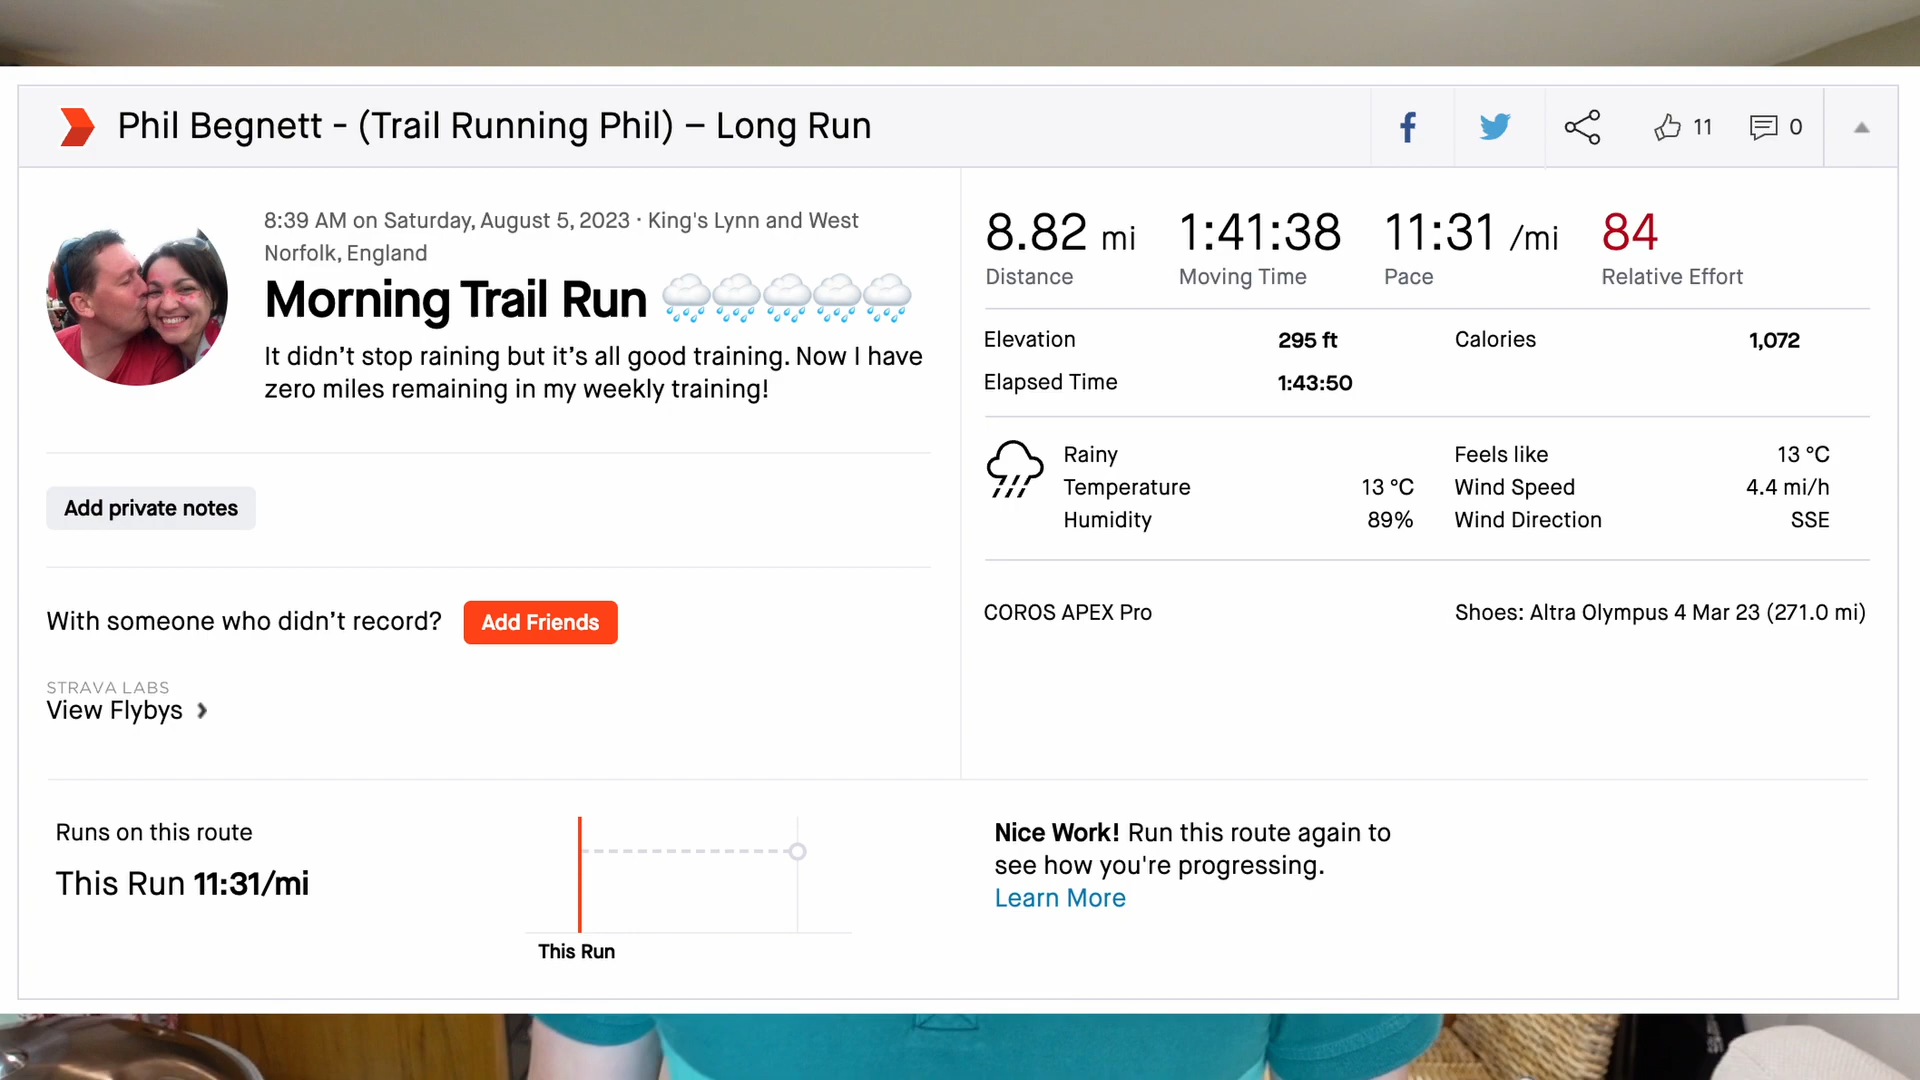 Phil Begnett - (Trail Running Phil) – Long Run
11
0
8:39 AM on Saturday, August 5, 2023 · King's Lynn and West
Norfolk, England
Morning Trail Run 🌧️🌧️🌧️🌧️🌧️
It didn’t stop raining but it’s all good training. Now I have
zero miles remaining in my weekly training!
Add private notes
With someone who didn’t record?
Add Friends
STRAVA LABS
View Flybys
8.82 mi 1:41:38 11:31 /mi 84
Distance Moving Time Pace Relative Effort
Elevation 295 ft Calories 1,072
Elapsed Time 1:43:50
Rainy Feels like 13 °C
Temperature 13 °C Wind Speed 4.4 mi/h
Humidity 89% Wind Direction SSE
COROS APEX Pro Shoes: Altra Olympus 4 Mar 23 (271.0 mi)
Runs on this route
This Run 11:31/mi
This Run
Nice Work! Run this route again to
see how you're progressing.
Learn More